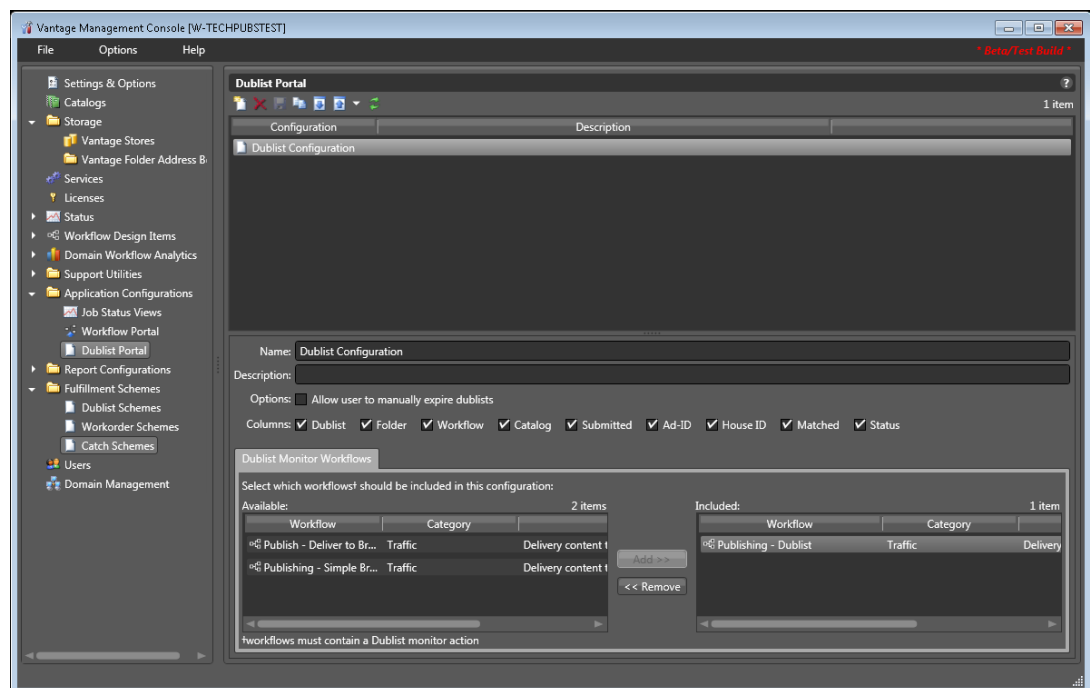 Vantage Management Console [W-TECHPUBSTEST]
File Options Help * Beta/Test Build *
Settings & Options
Catalogs
Storage
Vantage Stores
Vantage Folder Address B
Services
Licenses
Status
Workflow Design Items
Domain Workflow Analytics
Support Utilities
Application Configurations
Job Status Views
Workflow Portal
Dublist Portal
Report Configurations
Fulfillment Schemes
Dublist Schemes
Workorder Schemes
Catch Schemes
Users
Domain Management
Dublist Portal ?
1 item
Configuration Description
Dublist Configuration
Name: Dublist Configuration
Description:
Options: Allow user to manually expire dublists
Columns: Dublist Folder Workflow Catalog Submitted Ad-ID House ID Matched Status
Dublist Monitor Workflows
Select which workflows† should be included in this configuration:
Available: 2 items
Workflow Category
Publish - Deliver to Br... Traffic Delivery content t
Publishing - Simple Br... Traffic Delivery content t
Add >>
<< Remove
Included: 1 item
Workflow Category
Publishing - Dublist Traffic Delivery
†workflows must contain a Dublist monitor action